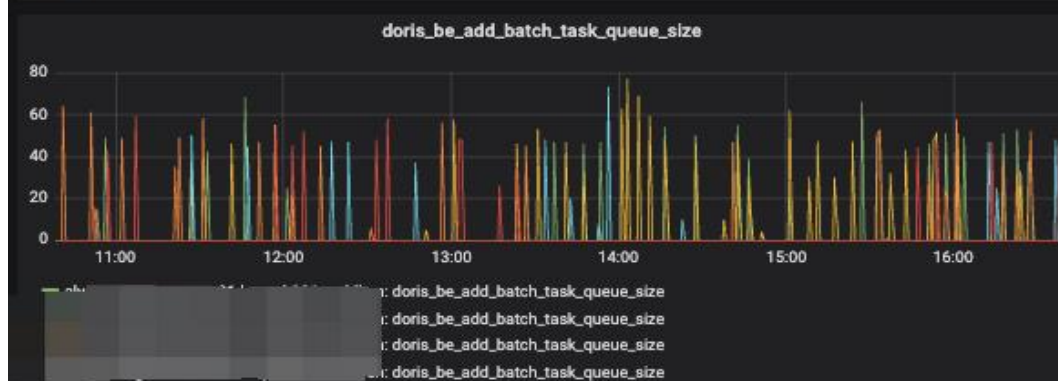 doris_be_add_batch_task_queue_size
80
60
40
20
0
11:00 12:00 13:00 14:00 15:00 16:00
: doris_be_add_batch_task_queue_size
: doris_be_add_batch_task_queue_size
: doris_be_add_batch_task_queue_size
: doris_be_add_batch_task_queue_size